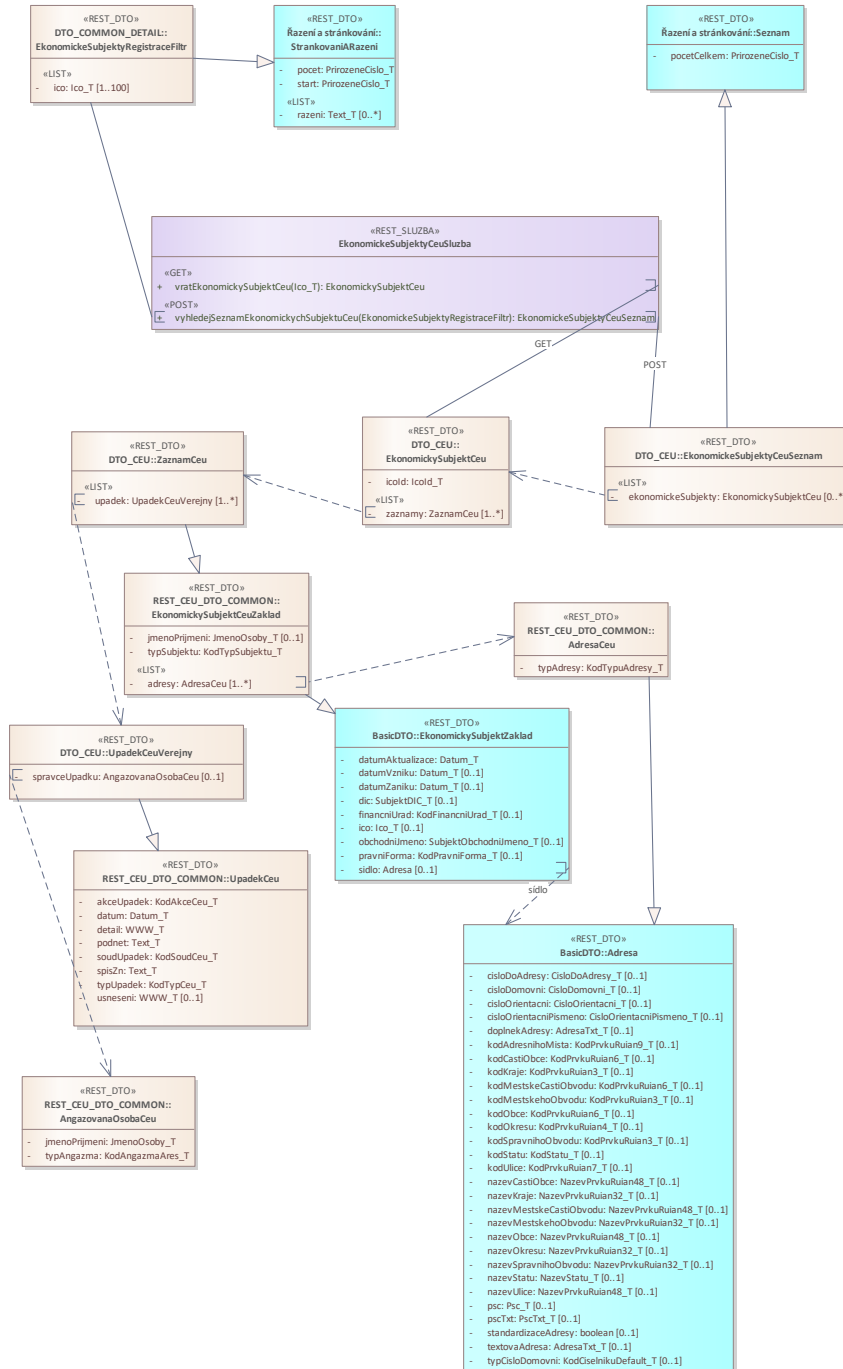 «REST_DTO»
DTO_COMMON_DETAIL::
EkonomickeSubjektyRegistraceFiltr
«LIST»
- ico: Ico_T [1..100]
«REST_DTO»
Řazení a stránkování::
StrankovaniARazeni
- pocet: PrirozeneCislo_T
- start: PrirozeneCislo_T
«LIST»
- razeni: Text_T [0..*]
«REST_DTO»
Řazení a stránkování::Seznam
- pocetCelkem: PrirozeneCislo_T
«REST_SLUZBA»
EkonomickeSubjektyCeuSluzba
«GET»
+ vratEkonomickySubjektCeu(Ico_T): EkonomickySubjektCeu
«POST»
+ vyhledejSeznamEkonomickychSubjektuCeu(EkonomickeSubjektyRegistraceFiltr): EkonomickeSubjektyCeuSeznam
GET
POST
«REST_DTO»
DTO_CEU::ZaznamCeu
«LIST»
- upadek: UpadekCeuVerejny [1..*]
«REST_DTO»
DTO_CEU::
EkonomickySubjektCeu
- icoId: IcoId_T
«LIST»
- zaznamy: ZaznamCeu [1..*]
«REST_DTO»
DTO_CEU::EkonomickeSubjektyCeuSeznam
«LIST»
- ekonomickeSubjekty: EkonomickySubjektCeu [0..*
«REST_DTO»
REST_CEU_DTO_COMMON::
EkonomickySubjektCeuZaklad
- jmenoPrijmeni: JmenoOsoby_T [0..1]
- typSubjektu: KodTypSubjektu_T
«LIST»
- adresy: AdresaCeu [1..*]
«REST_DTO»
REST_CEU_DTO_COMMON::
AdresaCeu
- typAdresy: KodTypuAdresy_T
«REST_DTO»
DTO_CEU::UpadekCeuVerejny
- spravceUpadku: AngazovanaOsobaCeu [0..1]
«REST_DTO»
BasicDTO::EkonomickySubjektZaklad
- datumAktualizace: Datum_T
- datumVzniku: Datum_T [0..1]
- datumZaniku: Datum_T [0..1]
- dic: SubjektDIC_T [0..1]
- financniUrad: KodFinancniUrad_T [0..1]
- ico: Ico_T [0..1]
- obchodniJmeno: SubjektObchodniJmeno_T [0..1]
- pravniForma: KodPravniForma_T [0..1]
- sidlo: Adresa [0..1]
sídlo
«REST_DTO»
REST_CEU_DTO_COMMON::UpadekCeu
- akceUpadek: KodAkceCeu_T
- datum: Datum_T
- detail: WWW_T
- podnet: Text_T
- soudUpadek: KodSoudCeu_T
- spisZn: Text_T
- typUpadek: KodTypCeu_T
- usneseni: WWW_T [0..1]
«REST_DTO»
REST_CEU_DTO_COMMON::
AngazovanaOsobaCeu
- jmenoPrijmeni: JmenoOsoby_T
- typAngazma: KodAngazmaAres_T
«REST_DTO»
BasicDTO::Adresa
- cisloDoAdresy: CisloDoAdresy_T [0..1]
- cisloDomovni: CisloDomovni_T [0..1]
- cisloOrientacni: CisloOrientacni_T [0..1]
- cisloOrientacniPismeno: CisloOrientacniPismeno_T [0..1]
- doplnekAdresy: AdresaTxt_T [0..1]
- kodAdresnihoMista: KodPrvkuRuian9_T [0..1]
- kodCastiObce: KodPrvkuRuian6_T [0..1]
- kodKraje: KodPrvkuRuian3_T [0..1]
- kodMestskeCastiObvodu: KodPrvkuRuian6_T [0..1]
- kodMestskehoObvodu: KodPrvkuRuian3_T [0..1]
- kodObce: KodPrvkuRuian6_T [0..1]
- kodOkresu: KodPrvkuRuian4_T [0..1]
- kodSpravnihoObvodu: KodPrvkuRuian3_T [0..1]
- kodStatu: KodStatu_T [0..1]
- kodUlice: KodPrvkuRuian7_T [0..1]
- nazevCastiObce: NazevPrvkuRuian48_T [0..1]
- nazevKraje: NazevPrvkuRuian32_T [0..1]
- nazevMestskeCastiObvodu: NazevPrvkuRuian48_T [0..1]
- nazevMestskehoObvodu: NazevPrvkuRuian32_T [0..1]
- nazevObce: NazevPrvkuRuian48_T [0..1]
- nazevOkresu: NazevPrvkuRuian32_T [0..1]
- nazevSpravnihoObvodu: NazevPrvkuRuian32_T [0..1]
- nazevStatu: NazevStatu_T [0..1]
- nazevUlice: NazevPrvkuRuian48_T [0..1]
- psc: Psc_T [0..1]
- pscTxt: PscTxt_T [0..1]
- standardizaceAdresy: boolean [0..1]
- textovaAdresa: AdresaTxt_T [0..1]
- typCisloDomovni: KodCiselnikuDefault_T [0..1]